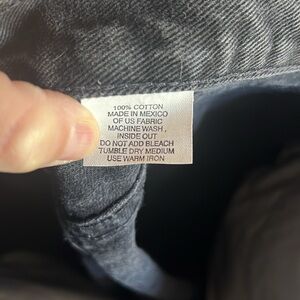 100% COTTON
MADE IN MEXICO
OF US FABRIC
MACHINE WASH,
INSIDE OUT
DO NOT ADD BLEACH
TUMBLE DRY MEDIUM
USE WARM IRON